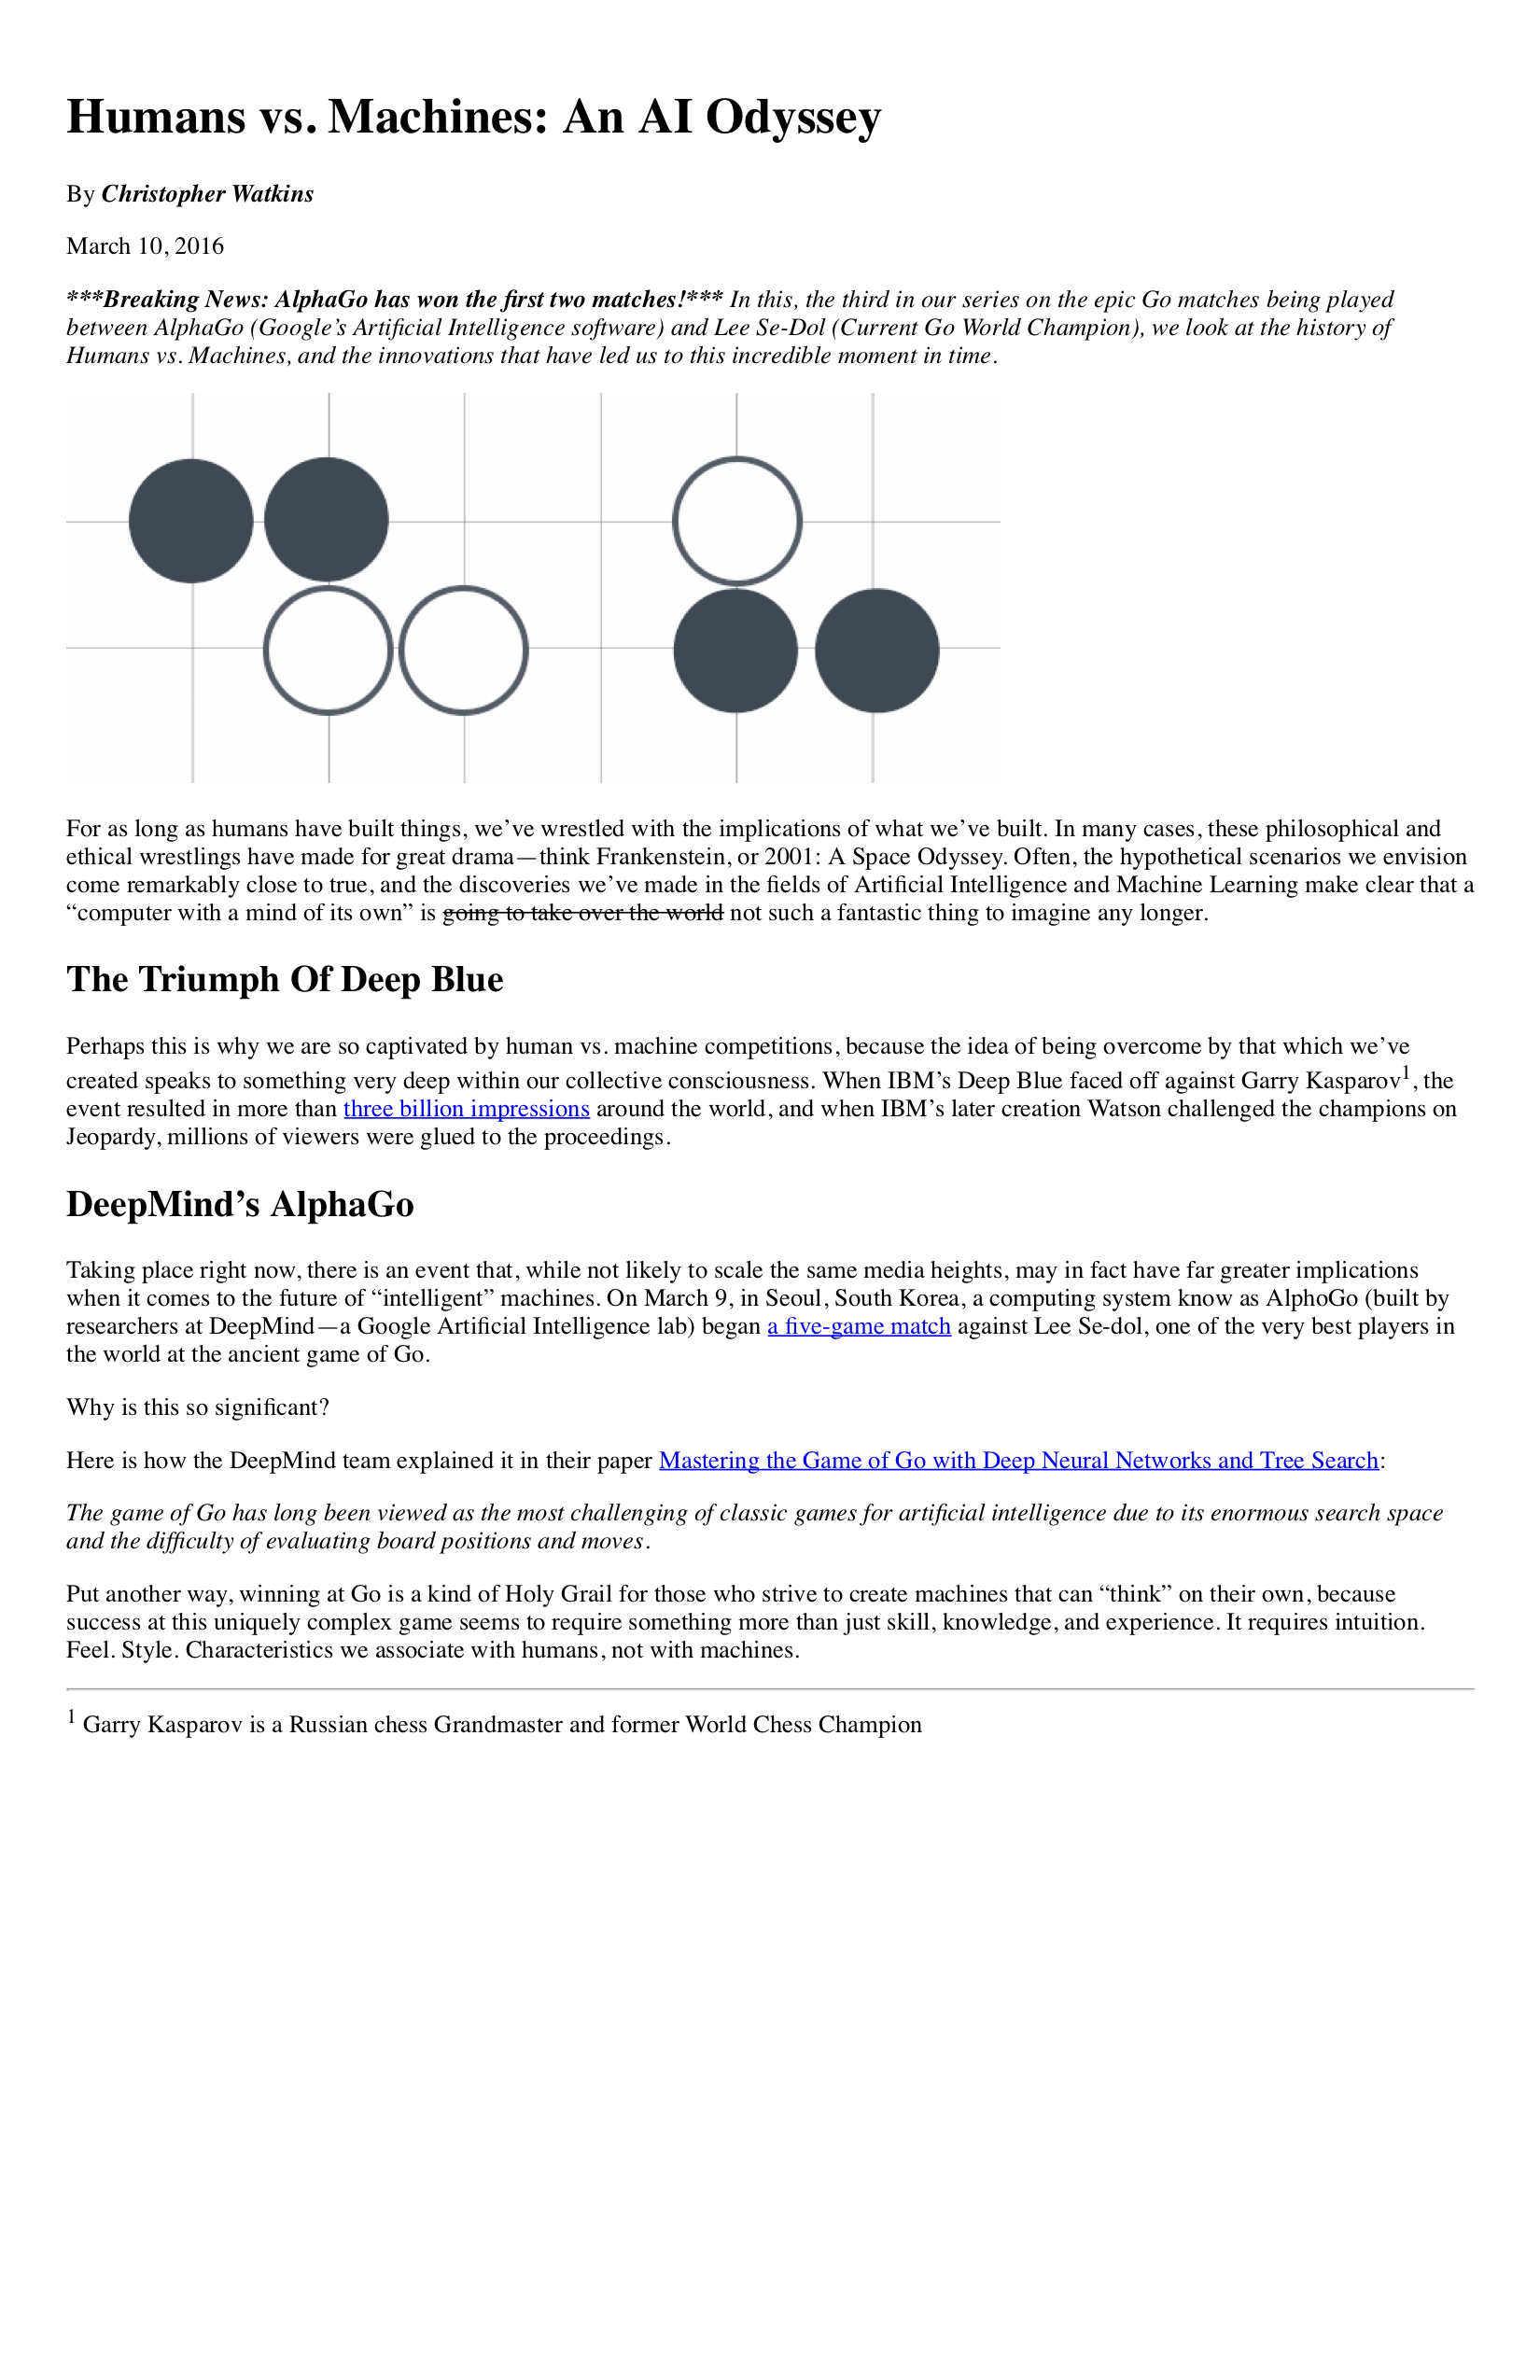 Humans vs. Machines: An AI Odyssey
By Christopher Watkins
March 10, 2016
***Breaking News: AlphaGo has won the first two matches!*** In this, the third in our series on the epic Go matches being played
between AlphaGo (Google’s Artificial Intelligence software) and Lee Se-Dol (Current Go World Champion), we look at the history of
Humans vs. Machines, and the innovations that have led us to this incredible moment in time.
For as long as humans have built things, we’ve wrestled with the implications of what we’ve built. In many cases, these philosophical and
ethical wrestlings have made for great drama—think Frankenstein, or 2001: A Space Odyssey. Often, the hypothetical scenarios we envision
come remarkably close to true, and the discoveries we’ve made in the fields of Artificial Intelligence and Machine Learning make clear that a
“computer with a mind of its own” is going to take over the world not such a fantastic thing to imagine any longer.
The Triumph Of Deep Blue
Perhaps this is why we are so captivated by human vs. machine competitions, because the idea of being overcome by that which we’ve
created speaks to something very deep within our collective consciousness. When IBM’s Deep Blue faced off against Garry Kasparov1, the
event resulted in more than three billion impressions around the world, and when IBM’s later creation Watson challenged the champions on
Jeopardy, millions of viewers were glued to the proceedings.
DeepMind’s AlphaGo
Taking place right now, there is an event that, while not likely to scale the same media heights, may in fact have far greater implications
when it comes to the future of “intelligent” machines. On March 9, in Seoul, South Korea, a computing system know as AlphoGo (built by
researchers at DeepMind—a Google Artificial Intelligence lab) began a five-game match against Lee Se-dol, one of the very best players in
the world at the ancient game of Go.
Why is this so significant?
Here is how the DeepMind team explained it in their paper Mastering the Game of Go with Deep Neural Networks and Tree Search:
The game of Go has long been viewed as the most challenging of classic games for artificial intelligence due to its enormous search space
and the difficulty of evaluating board positions and moves.
Put another way, winning at Go is a kind of Holy Grail for those who strive to create machines that can “think” on their own, because
success at this uniquely complex game seems to require something more than just skill, knowledge, and experience. It requires intuition.
Feel. Style. Characteristics we associate with humans, not with machines.
1 Garry Kasparov is a Russian chess Grandmaster and former World Chess Champion